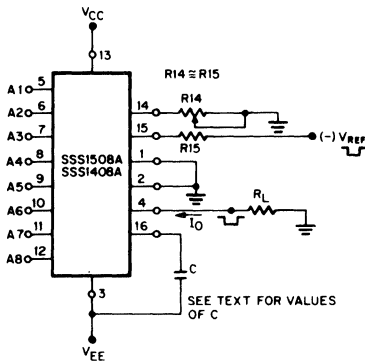 VCC
13
R14 ≅ R15
A1 5
A2 6
A3 7
A4 8
A5 9
A6 10
A7 11
A8 12
SSS1508A
SSS1408A
14 R14
15 R15 (−) VREF
1
2
4 IO RL
16
C
3
SEE TEXT FOR VALUES
OF C
VEE